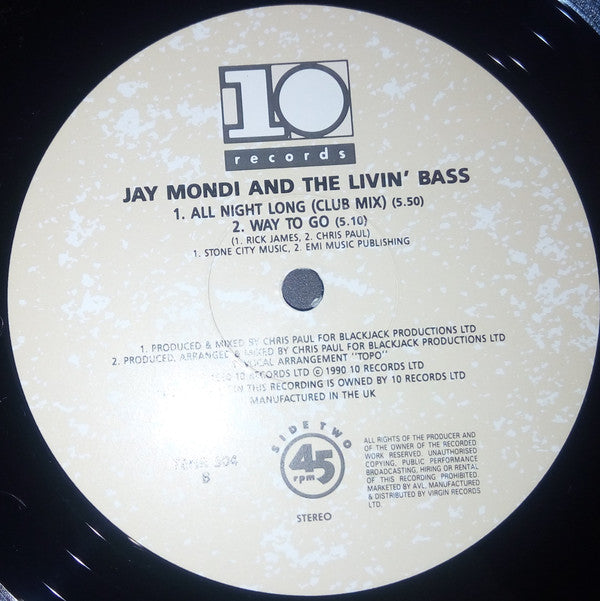 10
records
JAY MONDI AND THE LIVIN' BASS
1. ALL NIGHT LONG (CLUB MIX) (5.50)
2. WAY TO GO (5.10)
(1. RICK JAMES, 2. CHRIS PAUL)
1. STONE CITY MUSIC, 2. EMI MUSIC PUBLISHING
1. PRODUCED & MIXED BY CHRIS PAUL FOR BLACKJACK PRODUCTIONS LTD
2. PRODUCED, ARRANGED & MIXED BY CHRIS PAUL FOR BLACKJACK PRODUCTIONS LTD
VOCAL ARRANGEMENT "TOPO"
1990 10 RECORDS LTD © 1990 10 RECORDS LTD
IN THIS RECORDING IS OWNED BY 10 RECORDS LTD
MANUFACTURED IN THE UK
SIDE TWO
45
rpm
STEREO
304
B
ALL RIGHTS OF THE PRODUCER AND
OF THE OWNER OF THE RECORDED
WORK RESERVED. UNAUTHORISED
COPYING, PUBLIC PERFORMANCE
BROADCASTING, HIRING OR RENTAL
OF THIS RECORDING PROHIBITED
MARKETED BY AVL. MANUFACTURED
& DISTRIBUTED BY VIRGIN RECORDS
LTD.